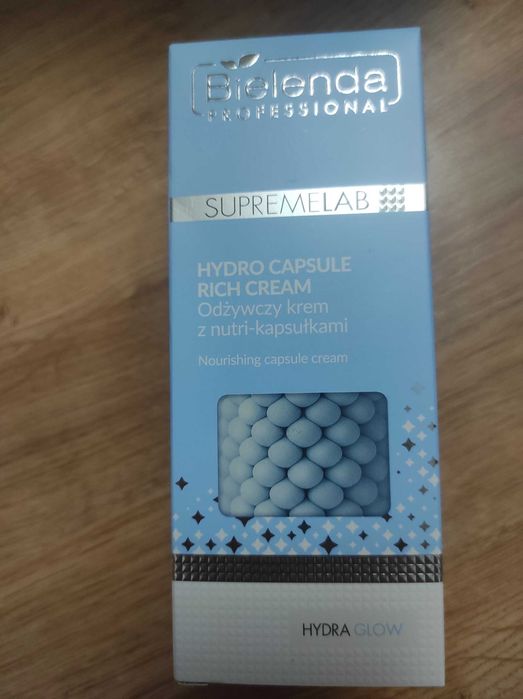 Bielenda
PROFESSIONAL
SUPREMELAB
HYDRO CAPSULE
RICH CREAM
Odżywczy krem
z nutri-kapsułkami
Nourishing capsule cream
HYDRA GLOW